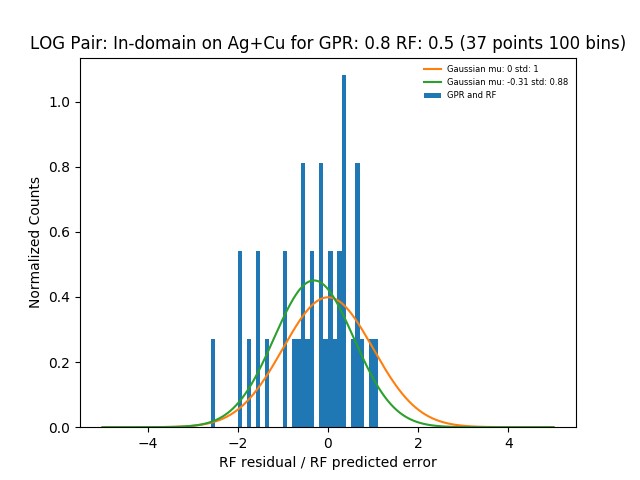 LOG Pair: In-domain on Ag+Cu for GPR: 0.8 RF: 0.5 (37 points 100 bins)
Gaussian mu: 0 std: 1
Gaussian mu: -0.31 std: 0.88
GPR and RF
Normalized Counts
1.0
0.8
0.6
0.4
0.2
0.0
−4
−2
0
2
4
RF residual / RF predicted error